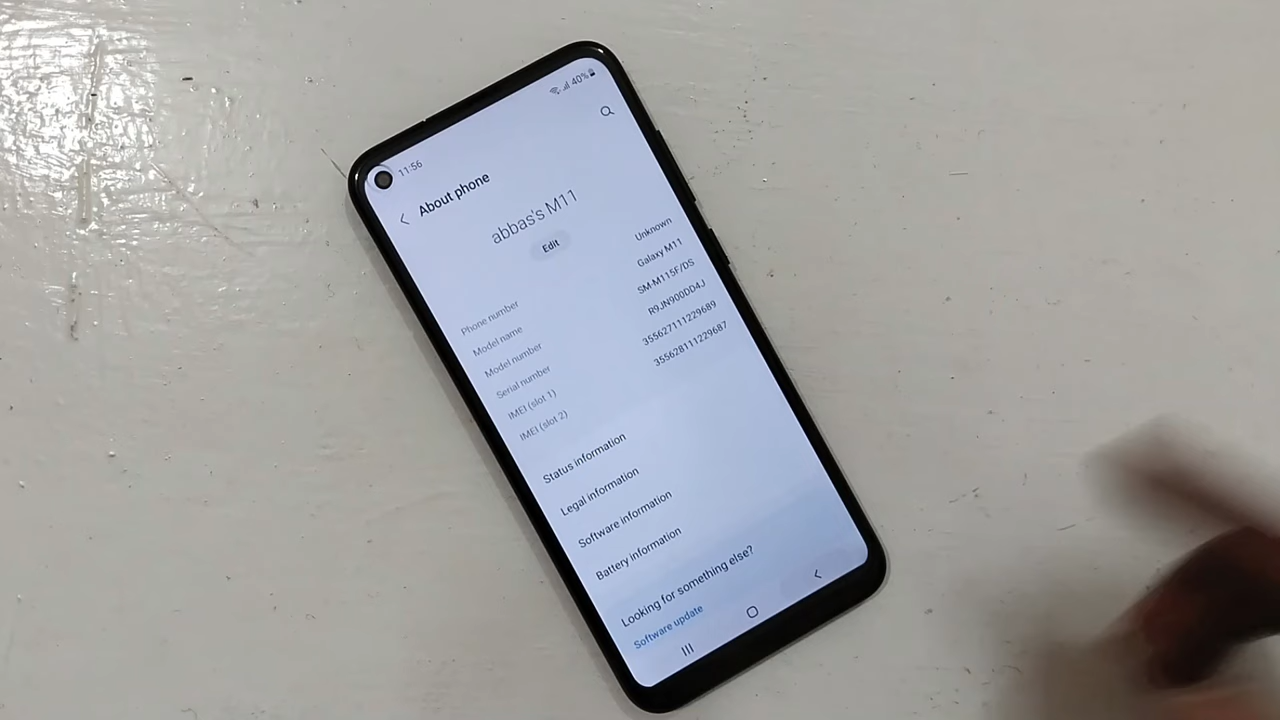 11:56
40%
About phone
abbas's M11
Edit
Phone number Unknown
Model name Galaxy M11
Model number SM-M115F/DS
Serial number R9JN900DD4J
IMEI (slot 1) 355627111229689
IMEI (slot 2) 355628111229687
Status information
Legal information
Software information
Battery information
Looking for something else?
Software update